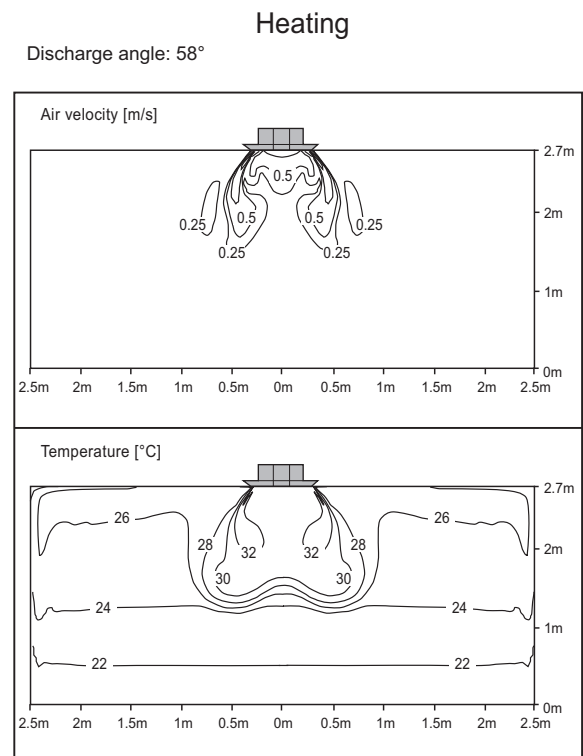 Heating
Discharge angle: 58°
Air velocity [m/s]
2.7m
0.5
0.25 0.5 0.5 0.25
2m
0.25 0.25
1m
0m
2.5m 2m 1.5m 1m 0.5m 0m 0.5m 1m 1.5m 2m 2.5m
Temperature [°C]
2.7m
26 26
28 28
32 32
2m
30 30
24 24
1m
22 22
0m
2.5m 2m 1.5m 1m 0.5m 0m 0.5m 1m 1.5m 2m 2.5m